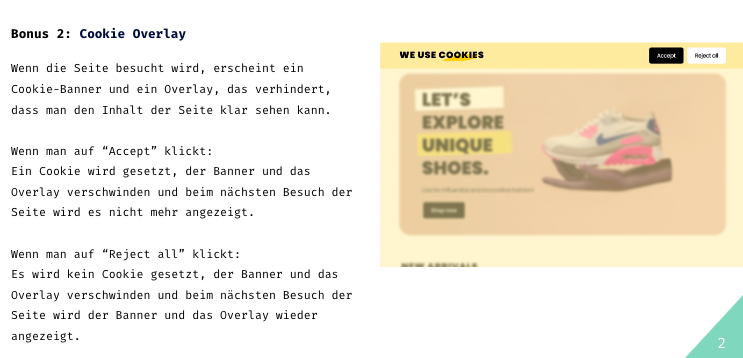 Bonus 2: Cookie Overlay
Wenn die Seite besucht wird, erscheint ein
Cookie-Banner und ein Overlay, das verhindert,
dass man den Inhalt der Seite klar sehen kann.
Wenn man auf “Accept” klickt:
Ein Cookie wird gesetzt, der Banner und das
Overlay verschwinden und beim nächsten Besuch der
Seite wird es nicht mehr angezeigt.
Wenn man auf “Reject all” klickt:
Es wird kein Cookie gesetzt, der Banner und das
Overlay verschwinden und beim nächsten Besuch der
Seite wird der Banner und das Overlay wieder
angezeigt.
WE USE COOKIES
Accept
Reject all
LET'S
EXPLORE
UNIQUE
SHOES.
Shop now
NEW ARRIVALS
2